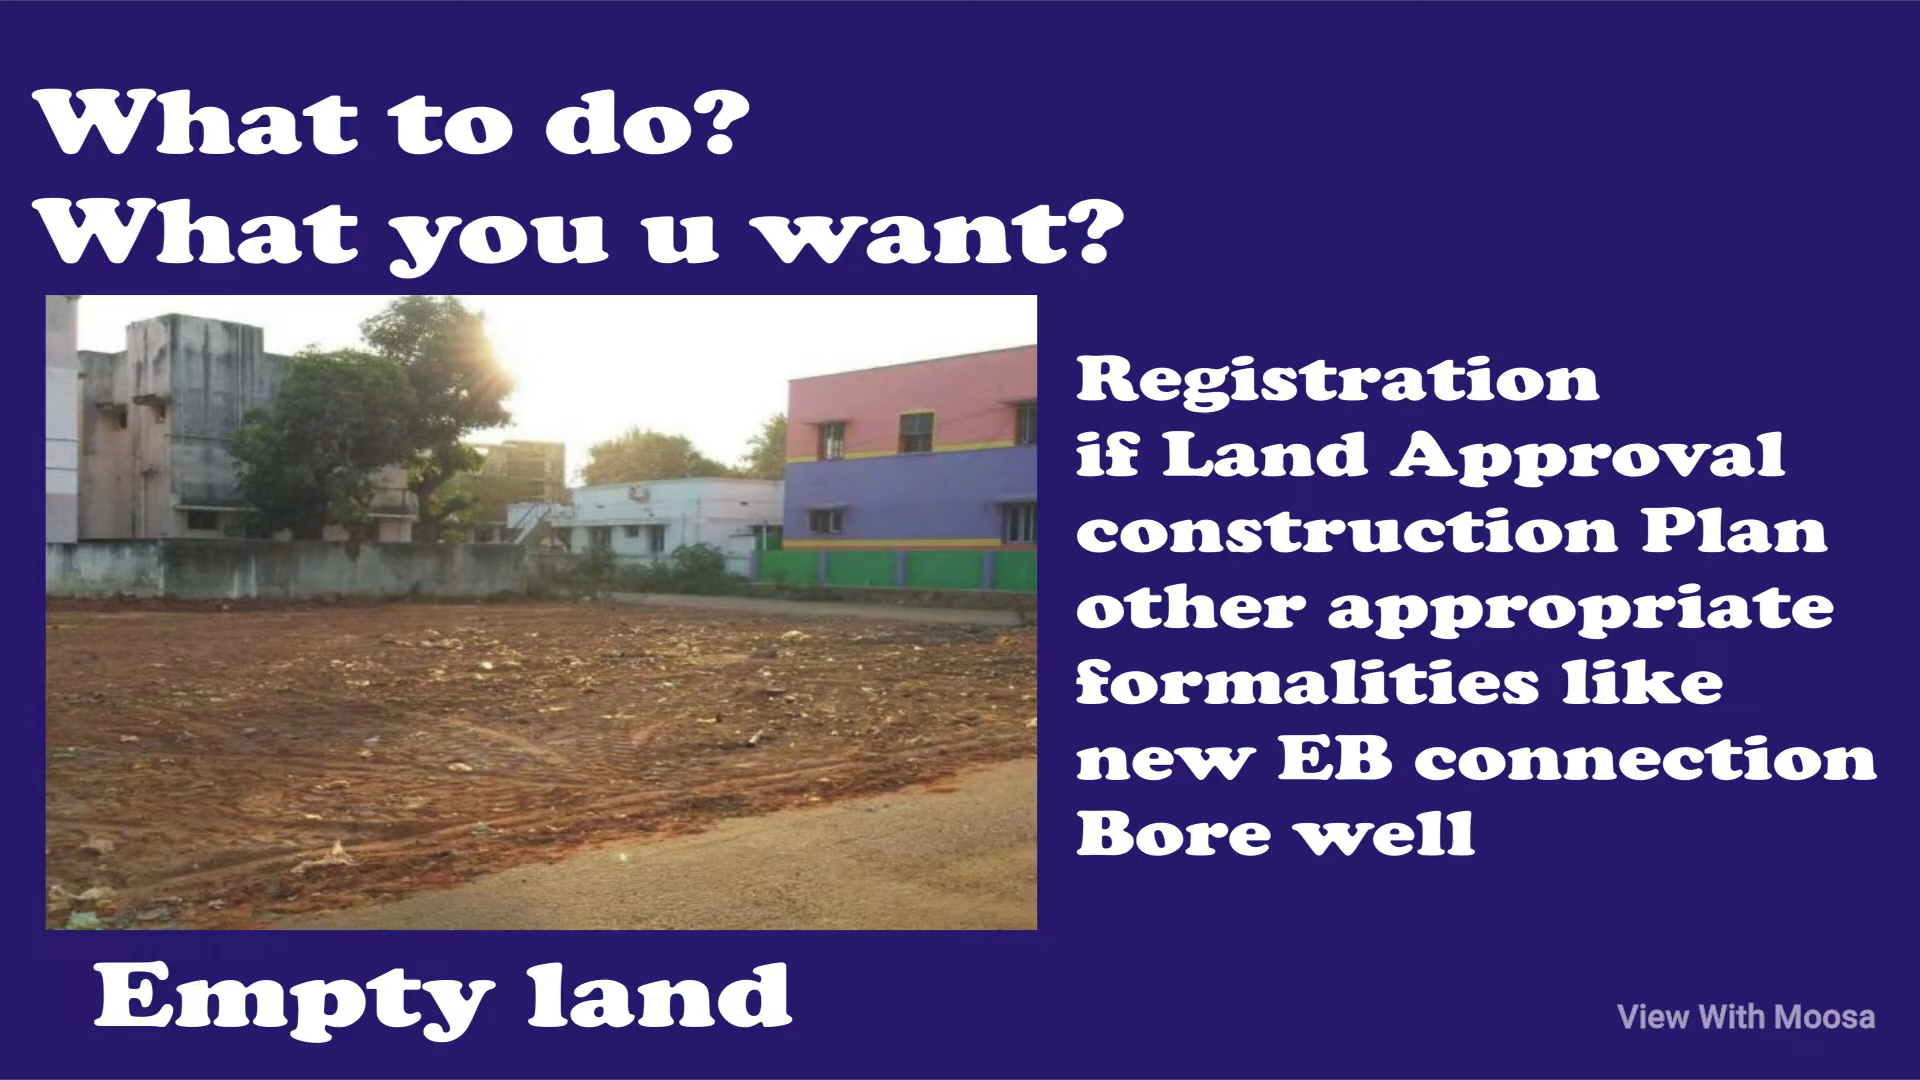 What to do?
What you u want?
Registration
if Land Approval
construction Plan
other appropriate
formalities like
new EB connection
Bore well
Empty land
View With Moosa